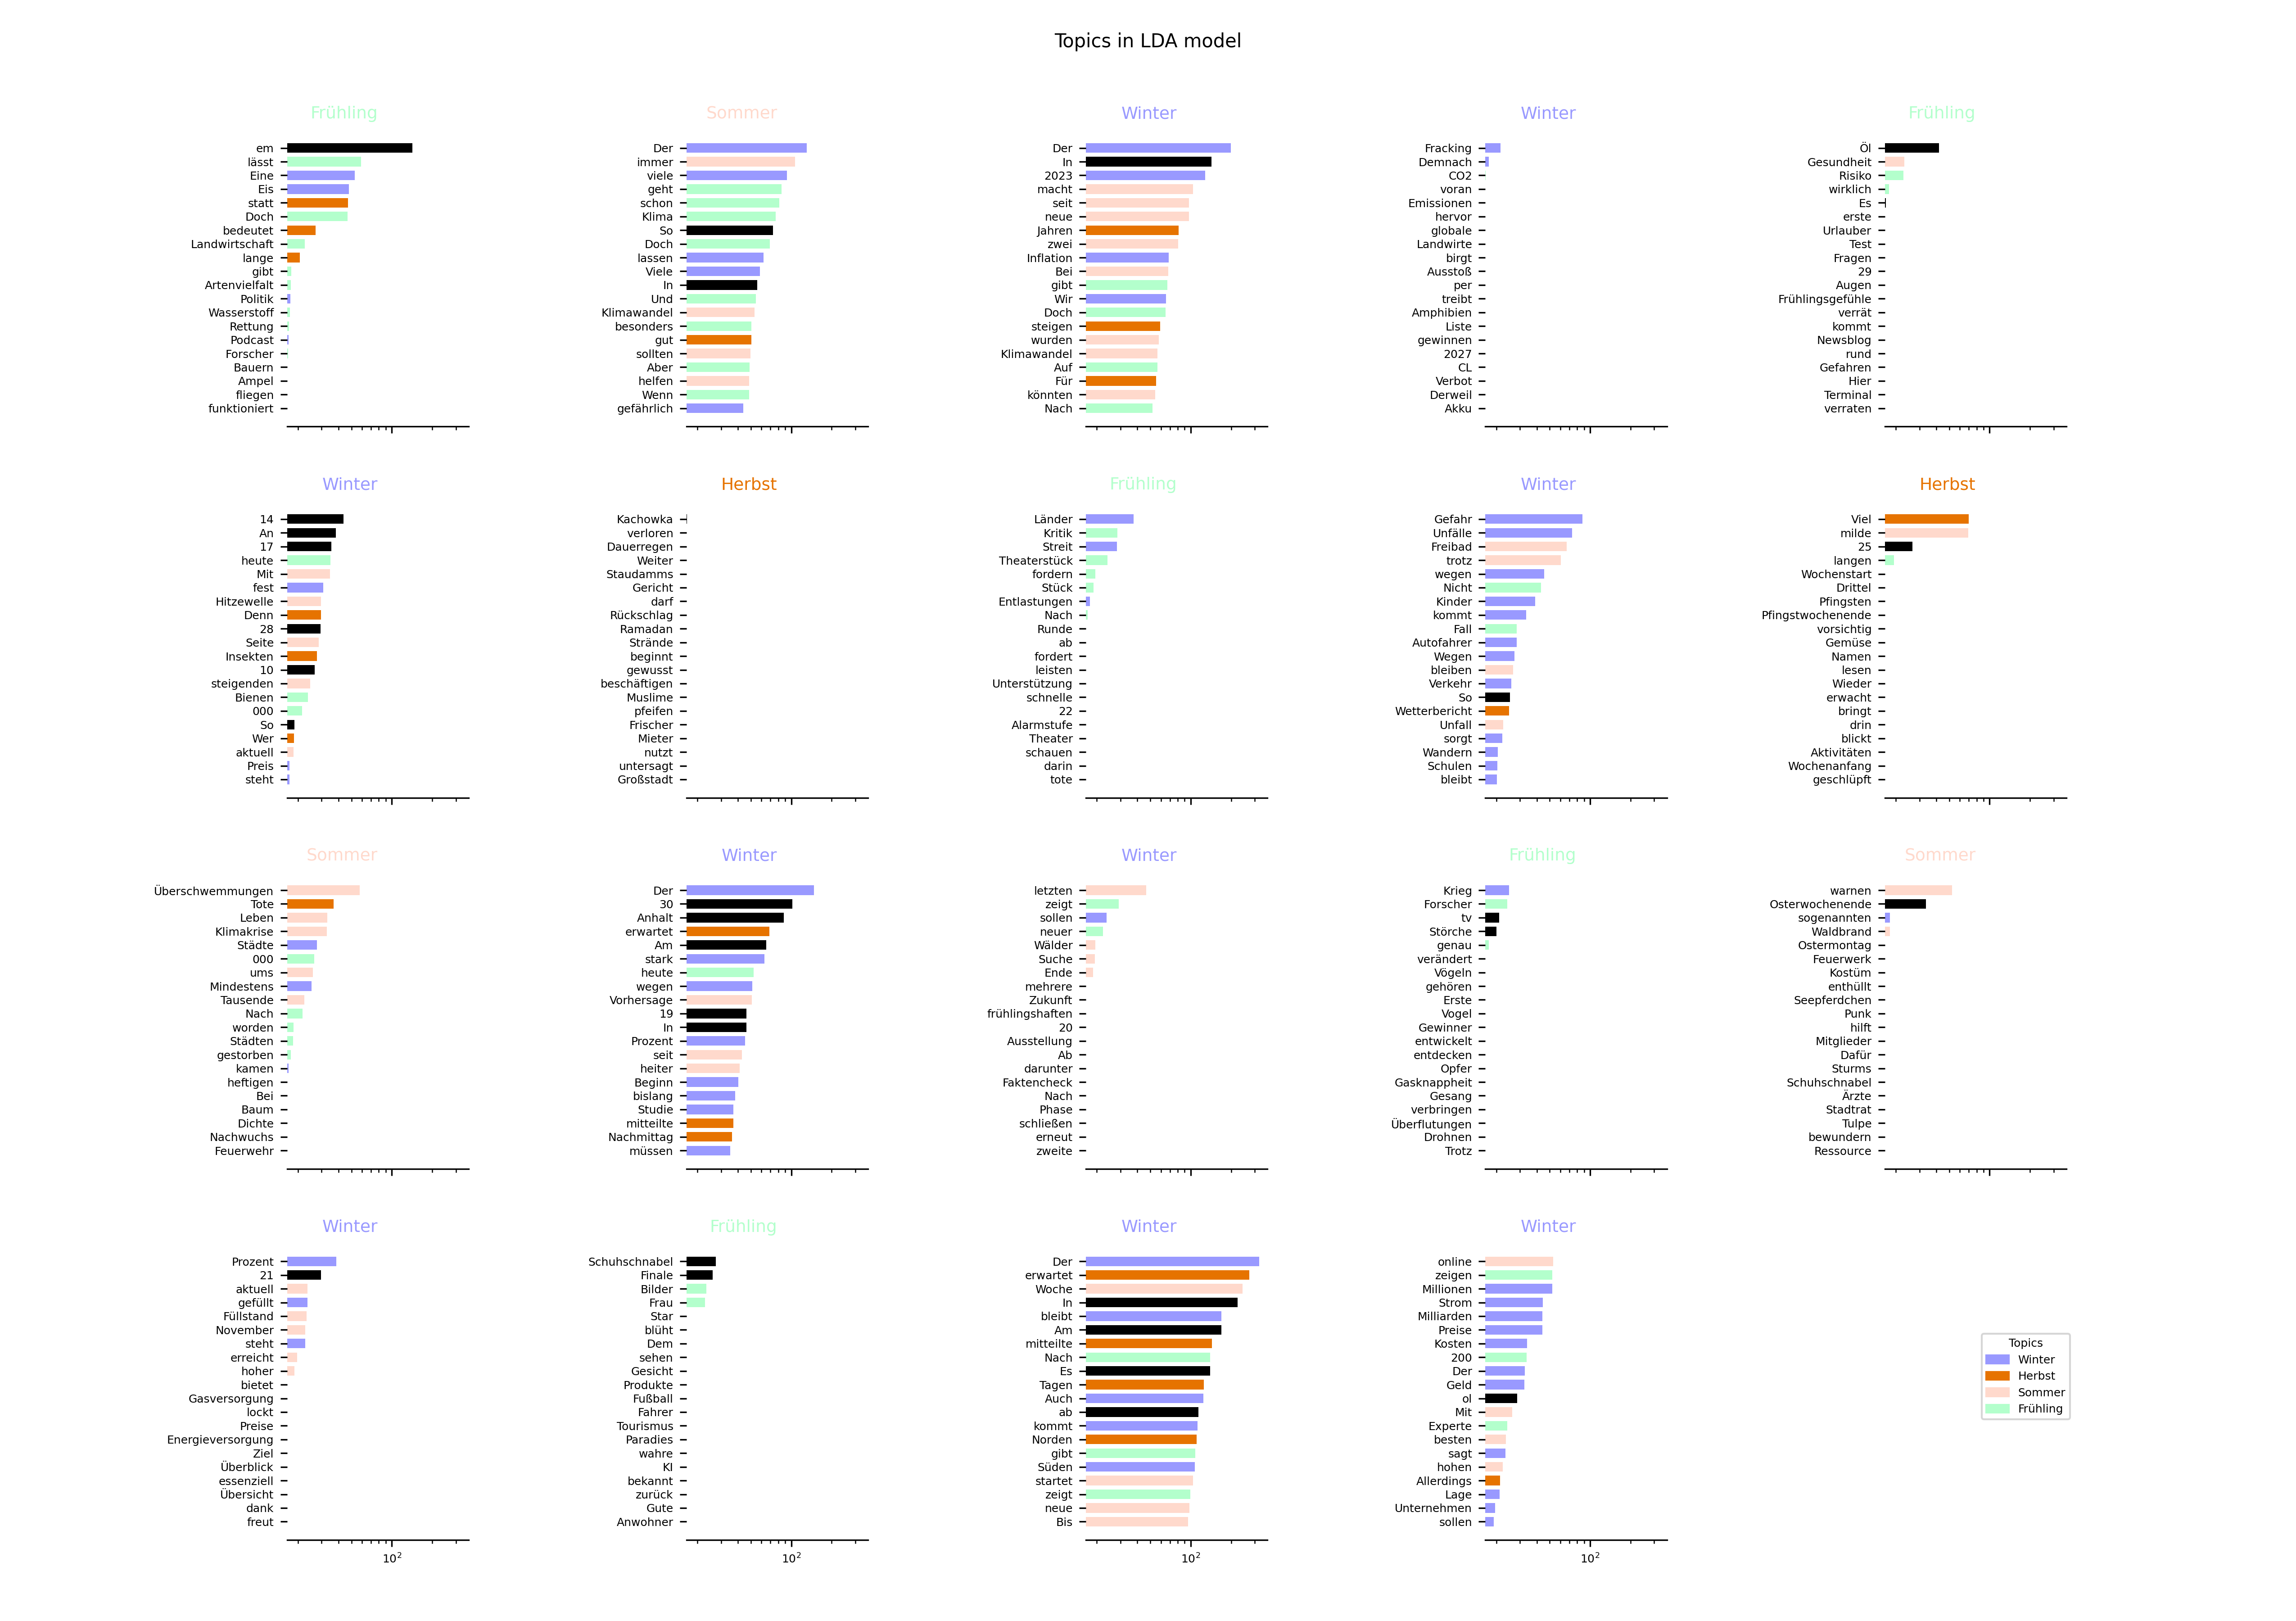 Topics in LDA model
Frühling
em
lässt
Eine
Eis
statt
Doch
bedeutet
Landwirtschaft
lange
gibt
Artenvielfalt
Politik
Wasserstoff
Rettung
Podcast
Forscher
Bauern
Ampel
fliegen
funktioniert
Sommer
Der
immer
viele
geht
schon
Klima
So
Doch
lassen
Viele
In
Und
Klimawandel
besonders
gut
sollten
Aber
helfen
Wenn
gefährlich
Winter
Der
In
2023
macht
seit
neue
Jahren
zwei
Inflation
Bei
gibt
Wir
Doch
steigen
wurden
Klimawandel
Auf
Für
könnten
Nach
Winter
Fracking
Demnach
CO2
voran
Emissionen
hervor
globale
Landwirte
birgt
Ausstoß
per
treibt
Amphibien
Liste
gewinnen
2027
CL
Verbot
Derweil
Akku
Frühling
Öl
Gesundheit
Risiko
wirklich
Es
erste
Urlauber
Test
Fragen
29
Augen
Frühlingsgefühle
verrät
kommt
Newsblog
rund
Gefahren
Hier
Terminal
verraten
Winter
14
An
17
heute
Mit
fest
Hitzewelle
Denn
28
Seite
Insekten
10
steigenden
Bienen
000
So
Wer
aktuell
Preis
steht
Herbst
Kachowka
verloren
Dauerregen
Weiter
Staudamms
Gericht
darf
Rückschlag
Ramadan
Strände
beginnt
gewusst
beschäftigen
Muslime
pfeifen
Frischer
Mieter
nutzt
untersagt
Großstadt
Frühling
Länder
Kritik
Streit
Theaterstück
fordern
Stück
Entlastungen
Nach
Runde
ab
fordert
leisten
Unterstützung
schnelle
22
Alarmstufe
Theater
schauen
darin
tote
Winter
Gefahr
Unfälle
Freibad
trotz
wegen
Nicht
Kinder
kommt
Fall
Autofahrer
Wegen
bleiben
Verkehr
So
Wetterbericht
Unfall
sorgt
Wandern
Schulen
bleibt
Herbst
Viel
milde
25
langen
Wochenstart
Drittel
Pfingsten
Pfingstwochenende
vorsichtig
Gemüse
Namen
lesen
Wieder
erwacht
bringt
drin
blickt
Aktivitäten
Wochenanfang
geschlüpft
Sommer
Überschwemmungen
Tote
Leben
Klimakrise
Städte
000
ums
Mindestens
Tausende
Nach
worden
Städten
gestorben
kamen
heftigen
Bei
Baum
Dichte
Nachwuchs
Feuerwehr
Winter
Der
30
Anhalt
erwartet
Am
stark
heute
wegen
Vorhersage
19
In
Prozent
seit
heiter
Beginn
bislang
Studie
mitteilte
Nachmittag
müssen
Winter
letzten
zeigt
sollen
neuer
Wälder
Suche
Ende
mehrere
Zukunft
frühlingshaften
20
Ausstellung
Ab
darunter
Faktencheck
Nach
Phase
schließen
erneut
zweite
Frühling
Krieg
Forscher
tv
Störche
genau
verändert
Vögeln
gehören
Erste
Vogel
Gewinner
entwickelt
entdecken
Opfer
Gasknappheit
Gesang
verbringen
Überflutungen
Drohnen
Trotz
Sommer
warnen
Osterwochenende
sogenannten
Waldbrand
Ostermontag
Feuerwerk
Kostüm
enthüllt
Seepferdchen
Punk
hilft
Mitglieder
Dafür
Sturms
Schuhschnabel
Ärzte
Stadtrat
Tulpe
bewundern
Ressource
Winter
Prozent
21
aktuell
gefüllt
Füllstand
November
steht
erreicht
hoher
bietet
Gasversorgung
lockt
Preise
Energieversorgung
Ziel
Überblick
essenziell
Übersicht
dank
freut
10²
Frühling
Schuhschnabel
Finale
Bilder
Frau
Star
blüht
Dem
sehen
Gesicht
Produkte
Fußball
Fahrer
Tourismus
Paradies
wahre
KI
bekannt
zurück
Gute
Anwohner
10²
Winter
Der
erwartet
Woche
In
bleibt
Am
mitteilte
Nach
Es
Tagen
Auch
ab
kommt
Norden
gibt
Süden
startet
zeigt
neue
Bis
10²
Winter
online
zeigen
Millionen
Strom
Milliarden
Preise
Kosten
200
Der
Geld
ol
Mit
Experte
besten
sagt
hohen
Allerdings
Lage
Unternehmen
sollen
10²
Topics
Winter
Herbst
Sommer
Frühling